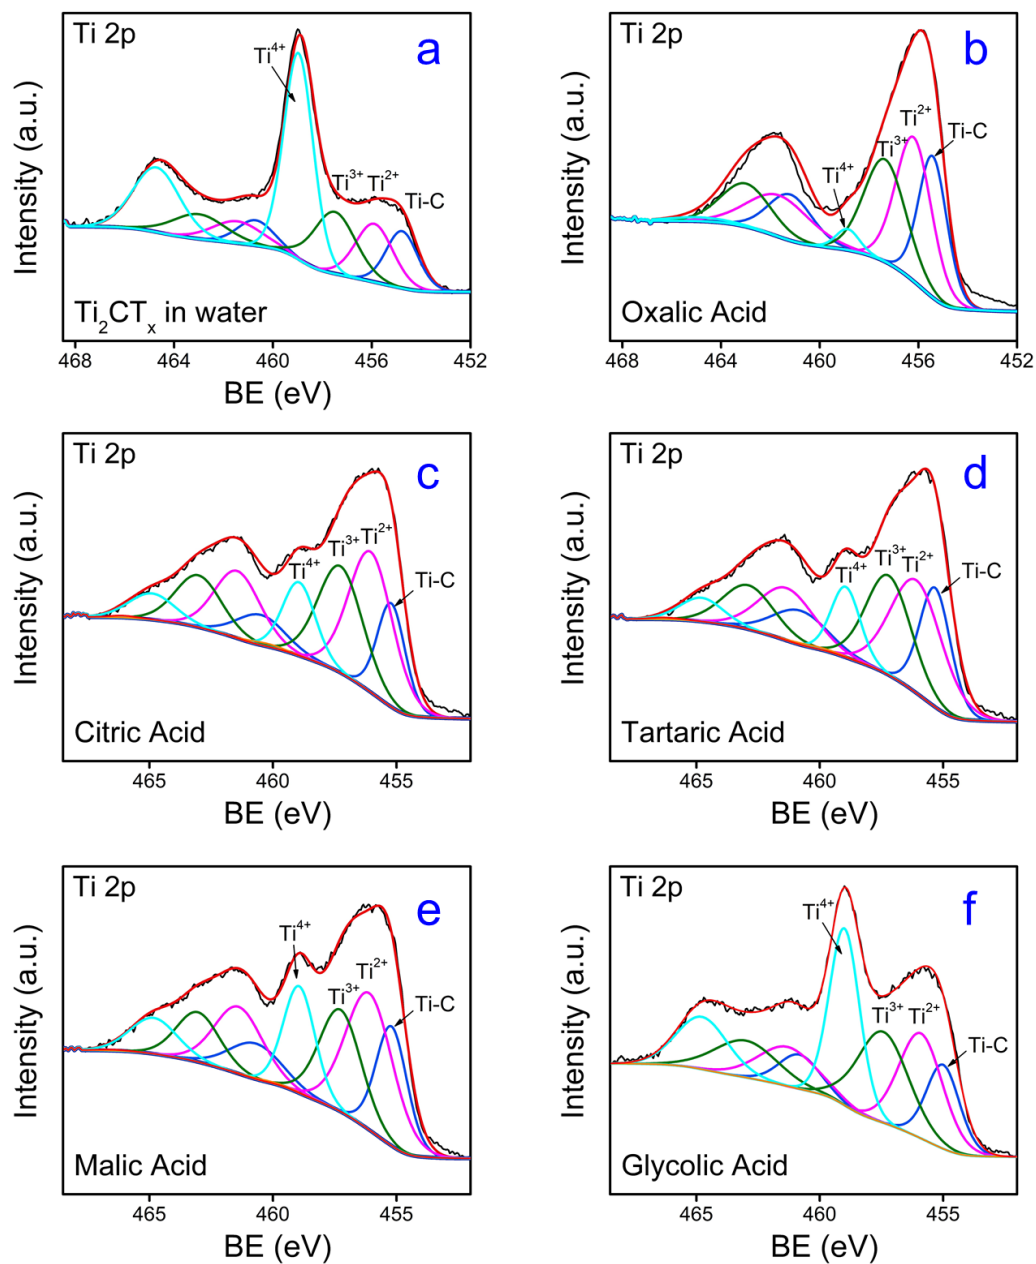 Ti 2p
a
Ti⁴⁺
Ti³⁺
Ti²⁺
Ti-C
Ti₂CTₓ in water
Intensity (a.u.)
468
464
460
456
452
BE (eV)
Ti 2p
b
Ti²⁺
Ti-C
Ti³⁺
Ti⁴⁺
Oxalic Acid
Intensity (a.u.)
468
464
460
456
452
BE (eV)
Ti 2p
c
Ti²⁺
Ti³⁺
Ti⁴⁺
Ti-C
Citric Acid
Intensity (a.u.)
465
460
455
BE (eV)
Ti 2p
d
Ti³⁺
Ti²⁺
Ti⁴⁺
Ti-C
Tartaric Acid
Intensity (a.u.)
465
460
455
BE (eV)
Ti 2p
e
Ti⁴⁺
Ti²⁺
Ti³⁺
Ti-C
Malic Acid
Intensity (a.u.)
465
460
455
BE (eV)
Ti 2p
f
Ti⁴⁺
Ti³⁺
Ti²⁺
Ti-C
Glycolic Acid
Intensity (a.u.)
465
460
455
BE (eV)